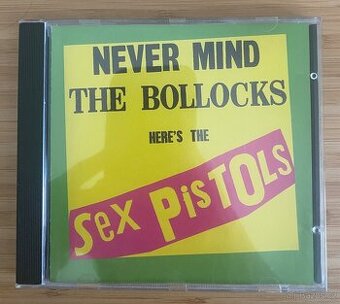 NEVER MIND
THE BOLLOCKS
HERE'S THE
Sex PisTOLs